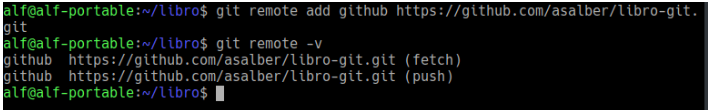 alf@alf-portable:~/libro$ git remote add github https://github.com/asalber/libro-git.
git
alf@alf-portable:~/libro$ git remote -v
github  https://github.com/asalber/libro-git.git (fetch)
github  https://github.com/asalber/libro-git.git (push)
alf@alf-portable:~/libro$